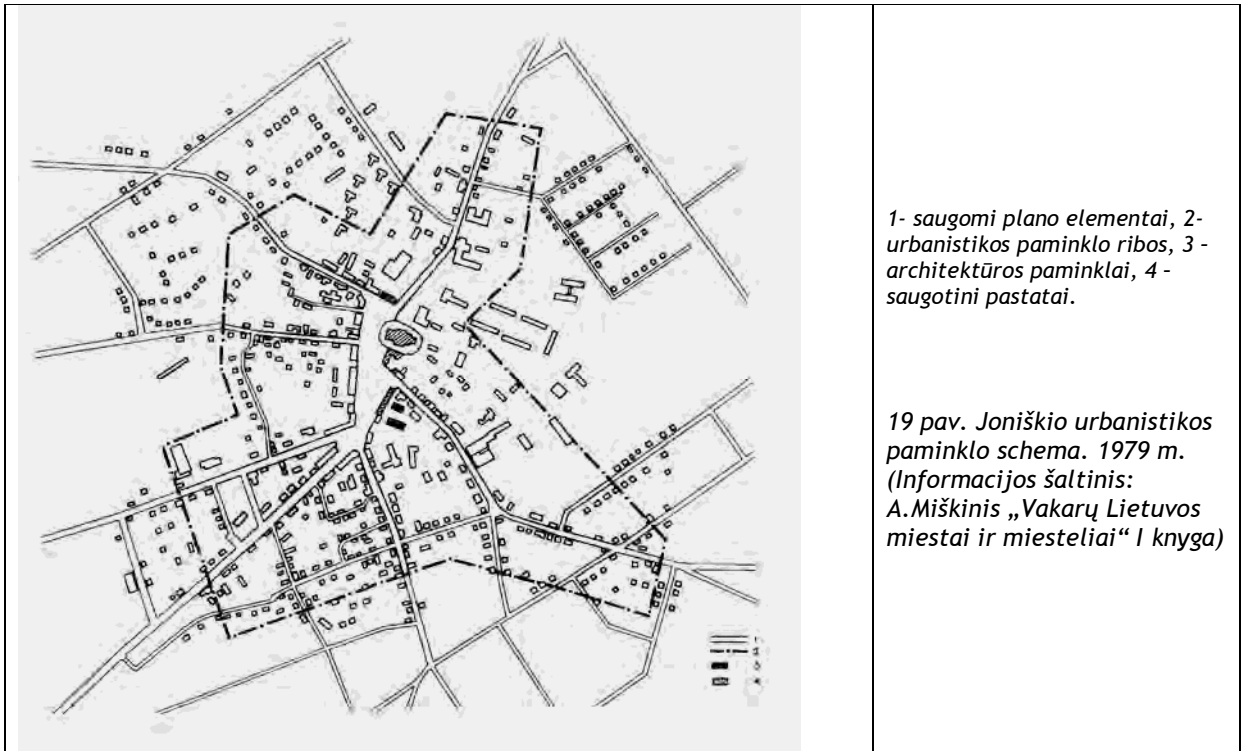 1- saugomi plano elementai, 2-
urbanistikos paminklo ribos, 3 –
architektūros paminklai, 4 –
saugotini pastatai.
19 pav. Joniškio urbanistikos
paminklo schema. 1979 m.
(Informacijos šaltinis:
A.Miškinis „Vakarų Lietuvos
miestai ir miesteliai“ I knyga)